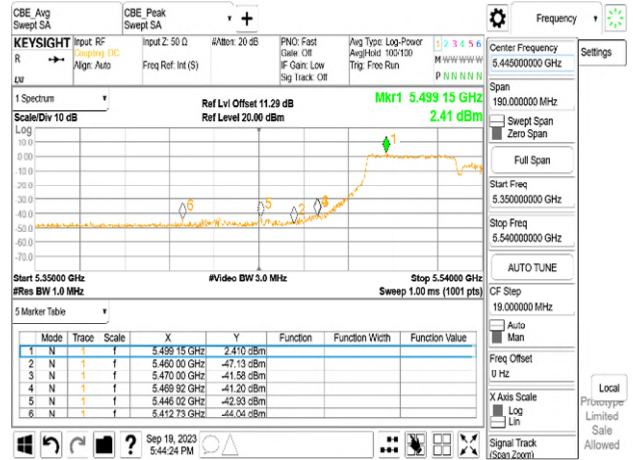 CBE_Avg
Swept SA
CBE_Peak
Swept SA
Frequency
KEYSIGHT
R
Input: RF
Coupling: DC
Align: Auto
Input Z: 50 Ω
Freq Ref: Int (S)
#Atten: 20 dB
PNO: Fast
Gate: Off
IF Gain: Low
Sig Track: Off
Avg Type: Log-Power
Avg|Hold: 100/100
Trig: Free Run
1 2 3 4 5 6
M W W W W W
P N N N N N
Center Frequency
5.445000000 GHz
Settings
Span
190.000000 MHz
Swept Span
Zero Span
Full Span
Start Freq
5.350000000 GHz
Stop Freq
5.540000000 GHz
AUTO TUNE
CF Step
19.000000 MHz
Auto
Man
Freq Offset
0 Hz
X Axis Scale
Log
Lin
Signal Track
(Span Zoom)
Local
Prototype
Limited
Sale
Allowed
1 Spectrum
Scale/Div 10 dB
Log
Ref Lvl Offset 11.29 dB
Ref Level 20.00 dBm
Mkr1 5.499 15 GHz
2.41 dBm
10.0
0.00
-10.0
-20.0
-30.0
-40.0
-50.0
-60.0
-70.0
1
6
5
2
Start 5.35000 GHz
#Res BW 1.0 MHz
#Video BW 3.0 MHz
Stop 5.54000 GHz
Sweep 1.00 ms (1001 pts)
5 Marker Table
Mode Trace Scale X Y Function Function Width Function Value
1 N 1 f 5.499 15 GHz 2.410 dBm
2 N 1 f 5.460 00 GHz -47.13 dBm
3 N 1 f 5.470 00 GHz -41.58 dBm
4 N 1 f 5.469 92 GHz -41.20 dBm
5 N 1 f 5.446 02 GHz -42.93 dBm
6 N 1 f 5.412 73 GHz -44.04 dBm
Sep 19, 2023
5:44:24 PM